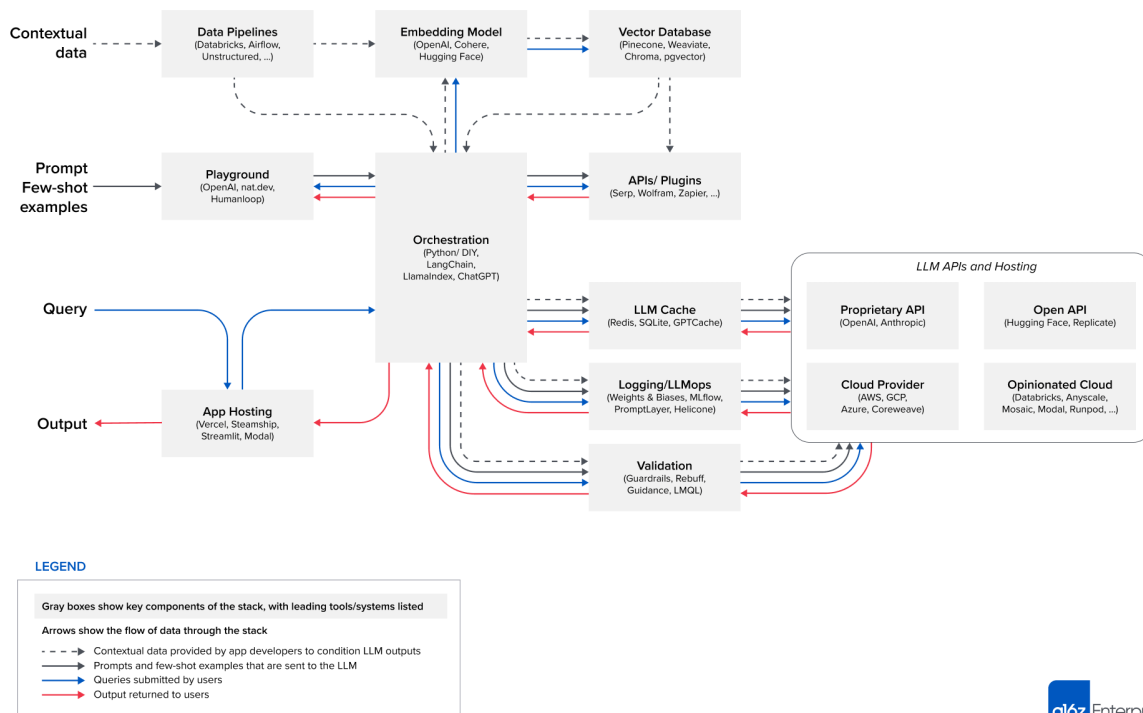 Contextual
data
Data Pipelines
(Databricks, Airflow,
Unstructured, ...)
Embedding Model
(OpenAI, Cohere,
Hugging Face)
Vector Database
(Pinecone, Weaviate,
Chroma, pgvector)
Prompt
Few-shot
examples
Playground
(OpenAI, nat.dev,
Humanloop)
Orchestration
(Python/ DIY,
LangChain,
LlamaIndex, ChatGPT)
APIs/ Plugins
(Serp, Wolfram, Zapier, ...)
Query
Output
App Hosting
(Vercel, Steamship,
Streamlit, Modal)
LLM Cache
(Redis, SQLite, GPTCache)
Logging/LLMops
(Weights & Biases, MLflow,
PromptLayer, Helicone)
Validation
(Guardrails, Rebuff,
Guidance, LMQL)
LLM APIs and Hosting
Proprietary API
(OpenAI, Anthropic)
Open API
(Hugging Face, Replicate)
Cloud Provider
(AWS, GCP,
Azure, Coreweave)
Opinionated Cloud
(Databricks, Anyscale,
Mosaic, Modal, Runpod, ...)
LEGEND
Gray boxes show key components of the stack, with leading tools/systems listed
Arrows show the flow of data through the stack
Contextual data provided by app developers to condition LLM outputs
Prompts and few-shot examples that are sent to the LLM
Queries submitted by users
Output returned to users
a16z